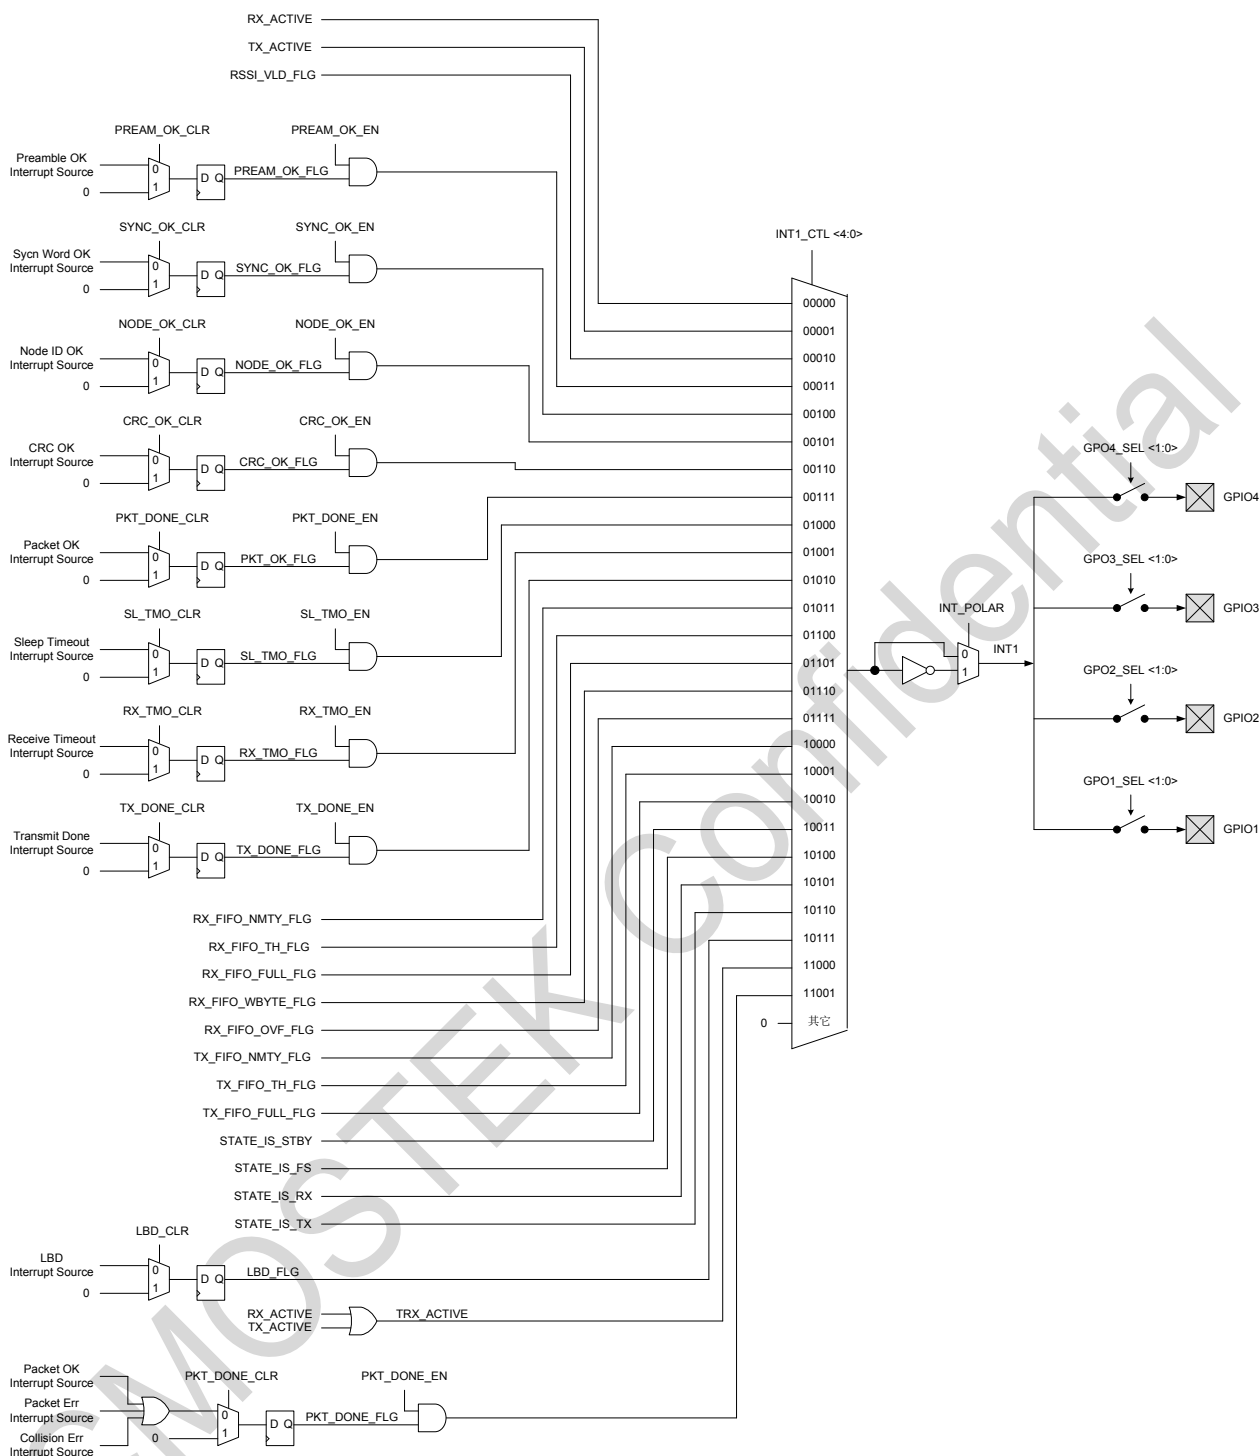 RX_ACTIVE
TX_ACTIVE
RSSI_VLD_FLG
PREAM_OK_CLR
PREAM_OK_EN
Preamble OK
Interrupt Source
0
0
1
D Q
PREAM_OK_FLG
SYNC_OK_CLR
SYNC_OK_EN
Sycn Word OK
Interrupt Source
0
0
1
D Q
SYNC_OK_FLG
NODE_OK_CLR
NODE_OK_EN
Node ID OK
Interrupt Source
0
0
1
D Q
NODE_OK_FLG
CRC_OK_CLR
CRC_OK_EN
CRC OK
Interrupt Source
0
0
1
D Q
CRC_OK_FLG
PKT_DONE_CLR
PKT_DONE_EN
Packet OK
Interrupt Source
0
0
1
D Q
PKT_OK_FLG
SL_TMO_CLR
SL_TMO_EN
Sleep Timeout
Interrupt Source
0
0
1
D Q
SL_TMO_FLG
RX_TMO_CLR
RX_TMO_EN
Receive Timeout
Interrupt Source
0
0
1
D Q
RX_TMO_FLG
TX_DONE_CLR
TX_DONE_EN
Transmit Done
Interrupt Source
0
0
1
D Q
TX_DONE_FLG
RX_FIFO_NMTY_FLG
RX_FIFO_TH_FLG
RX_FIFO_FULL_FLG
RX_FIFO_WBYTE_FLG
RX_FIFO_OVF_FLG
TX_FIFO_NMTY_FLG
TX_FIFO_TH_FLG
TX_FIFO_FULL_FLG
STATE_IS_STBY
STATE_IS_FS
STATE_IS_RX
STATE_IS_TX
LBD_CLR
LBD
Interrupt Source
0
0
1
D Q
LBD_FLG
RX_ACTIVE
TX_ACTIVE
TRX_ACTIVE
Packet OK
Interrupt Source
Packet Err
Interrupt Source
Collision Err
Interrupt Source
PKT_DONE_CLR
PKT_DONE_EN
0
0
1
D Q
PKT_DONE_FLG
INT1_CTL <4:0>
00000
00001
00010
00011
00100
00101
00110
00111
01000
01001
01010
01011
01100
01101
01110
01111
10000
10001
10010
10011
10100
10101
10110
10111
11000
11001
0
其它
INT_POLAR
0
1
INT1
GPO4_SEL <1:0>
GPIO4
GPO3_SEL <1:0>
GPIO3
GPO2_SEL <1:0>
GPIO2
GPO1_SEL <1:0>
GPIO1
CMOSTEK Confidential